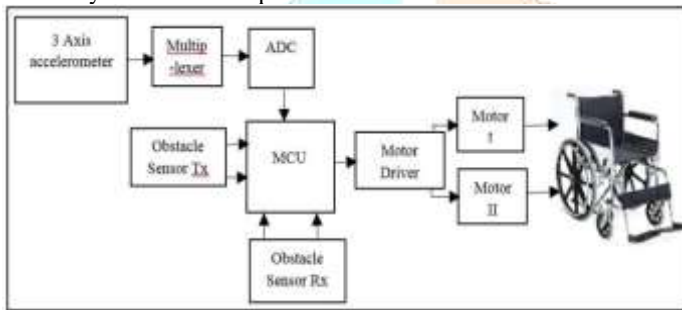 3 Axis
accelerometer
Multip
-lexer
ADC
Obstacle
Sensor Tx
MCU
Motor
Driver
Motor
I
Motor
II
Obstacle
Sensor Rx